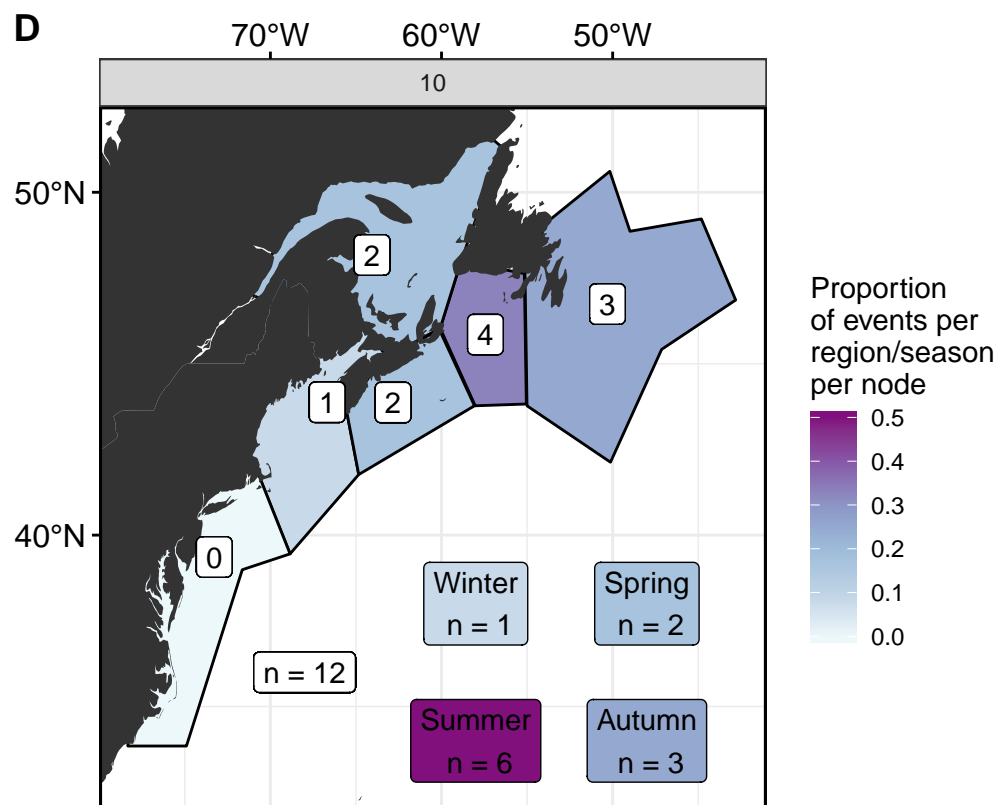 D
70°W 60°W 50°W
10
50°N
2
3
4
1
2
40°N
0
Winter
n = 1
Spring
n = 2
n = 12
Summer
n = 6
Autumn
n = 3
Proportion
of events per
region/season
per node
0.5
0.4
0.3
0.2
0.1
0.0